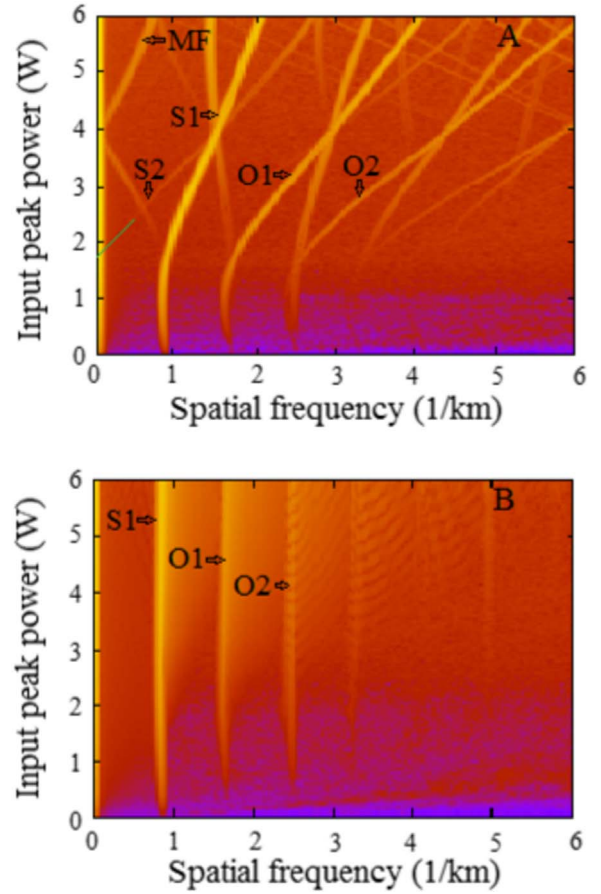 6
A
MF
5
S1
4
S2
O1
O2
3
2
1
0
0 1 2 3 4 5 6
Input peak power (W)
Spatial frequency (1/km)
6
B
S1
5
O1
O2
4
3
2
1
0
0 1 2 3 4 5 6
Input peak power (W)
Spatial frequency (1/km)